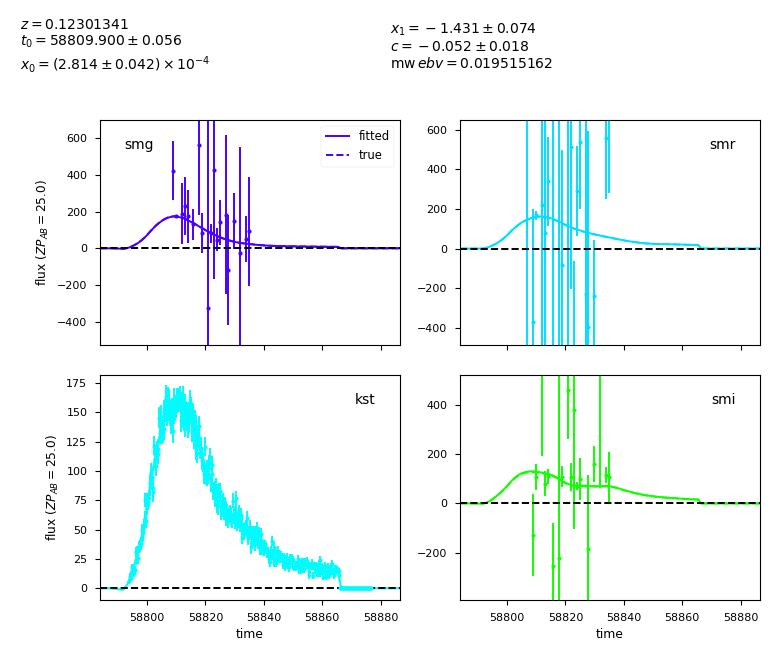 z = 0.12301341
t₀ = 58809.900 ± 0.056
x₀ = (2.814 ± 0.042) × 10⁻⁴
x₁ = −1.431 ± 0.074
c = −0.052 ± 0.018
mw ebv = 0.019515162
smg
fitted
true
600
400
200
0
−200
−400
flux (ZP_AB = 25.0)
smr
600
400
200
0
−200
−400
kst
175
150
125
100
75
50
25
0
flux (ZP_AB = 25.0)
58800 58820 58840 58860 58880
time
smi
400
200
0
−200
58800 58820 58840 58860 58880
time